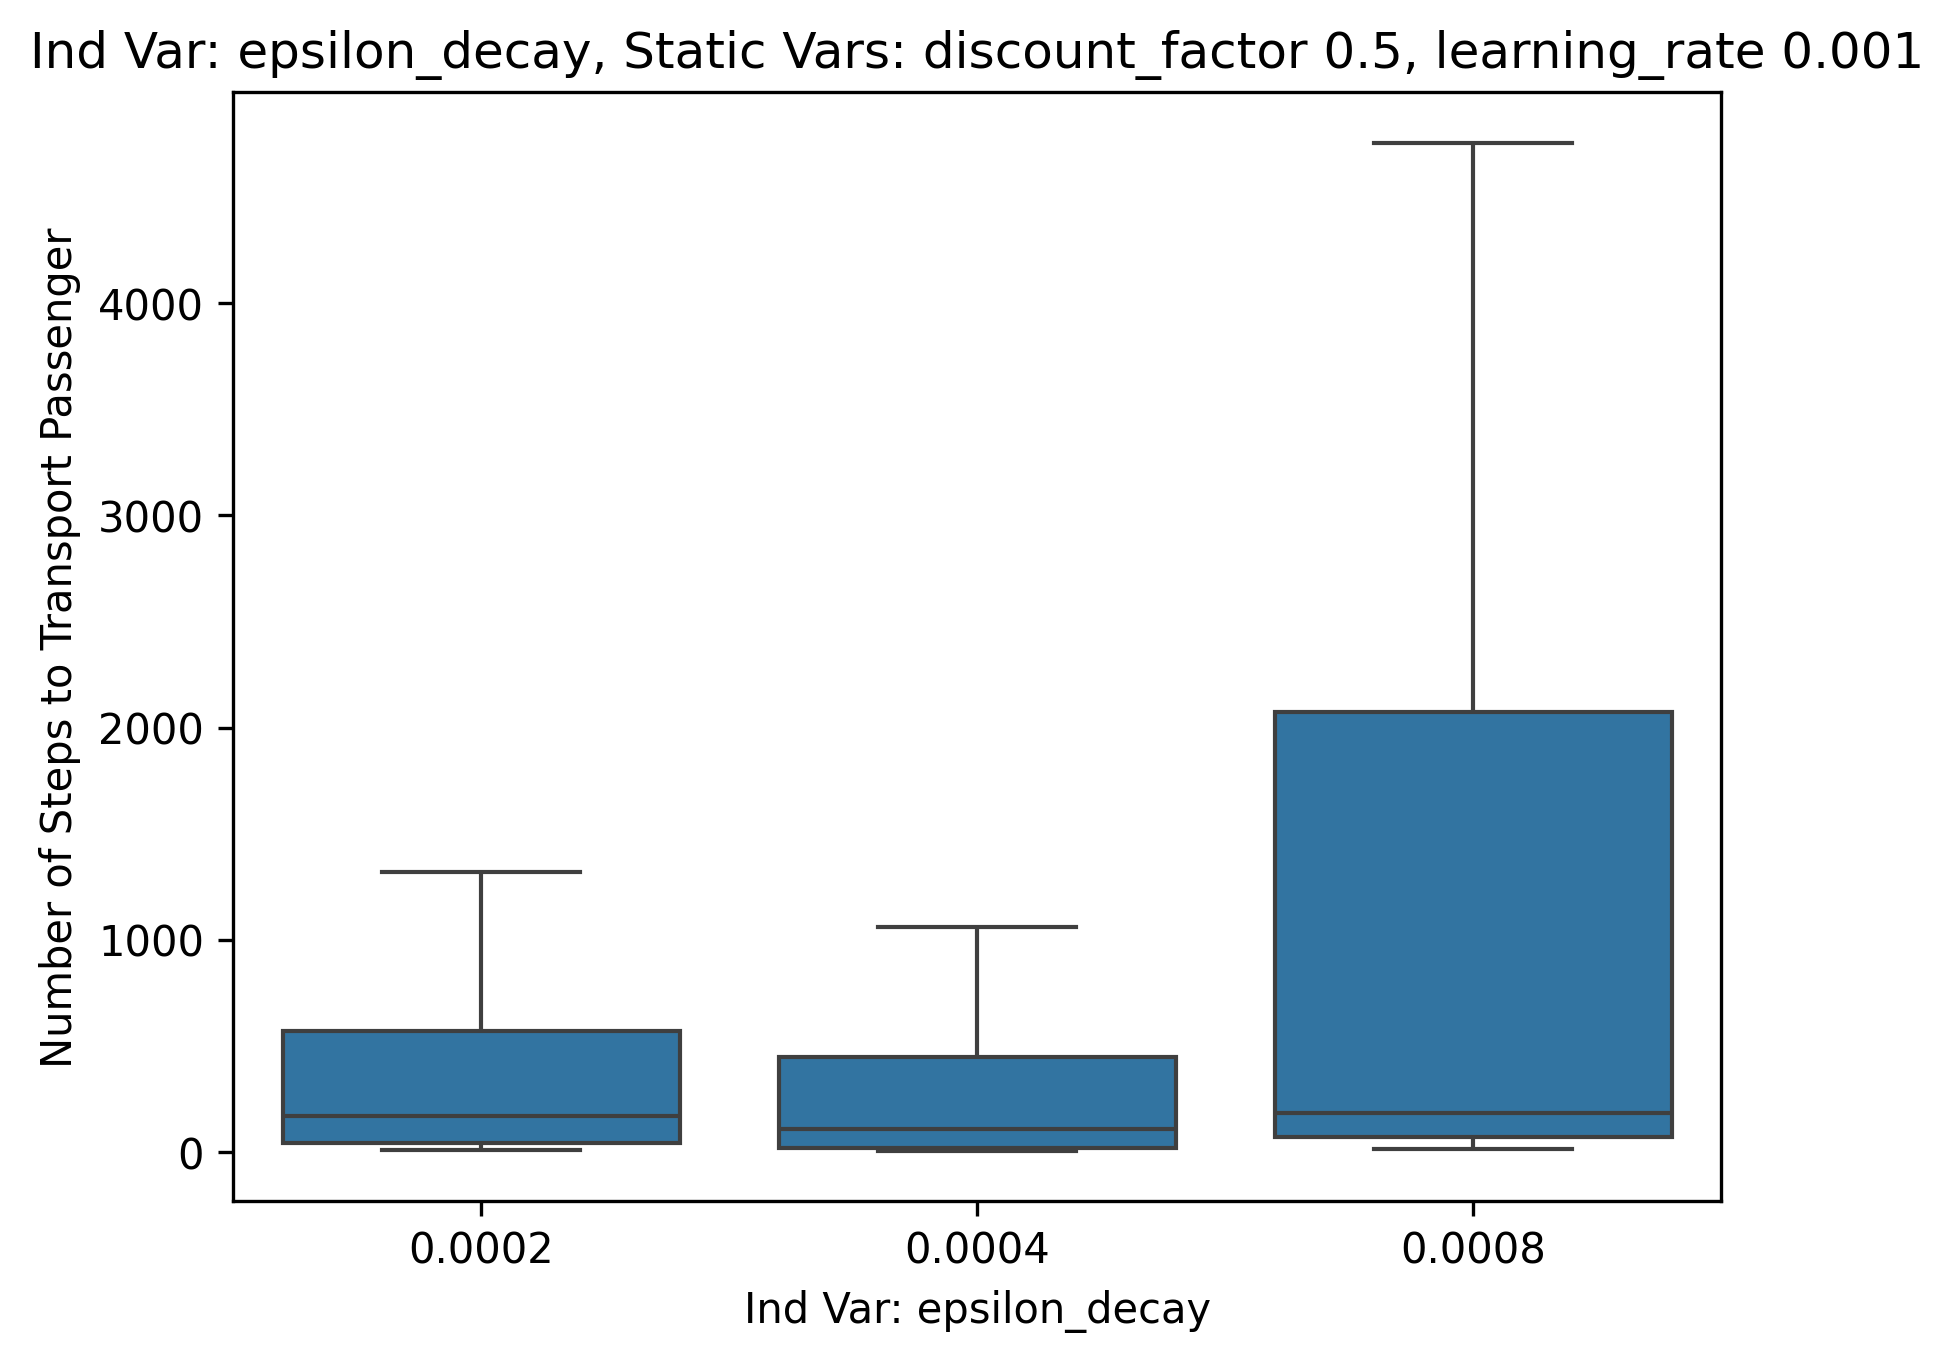 Ind Var: epsilon_decay, Static Vars: discount_factor 0.5, learning_rate 0.001
Number of Steps to Transport Passenger
4000
3000
2000
1000
0
0.0002
0.0004
0.0008
Ind Var: epsilon_decay